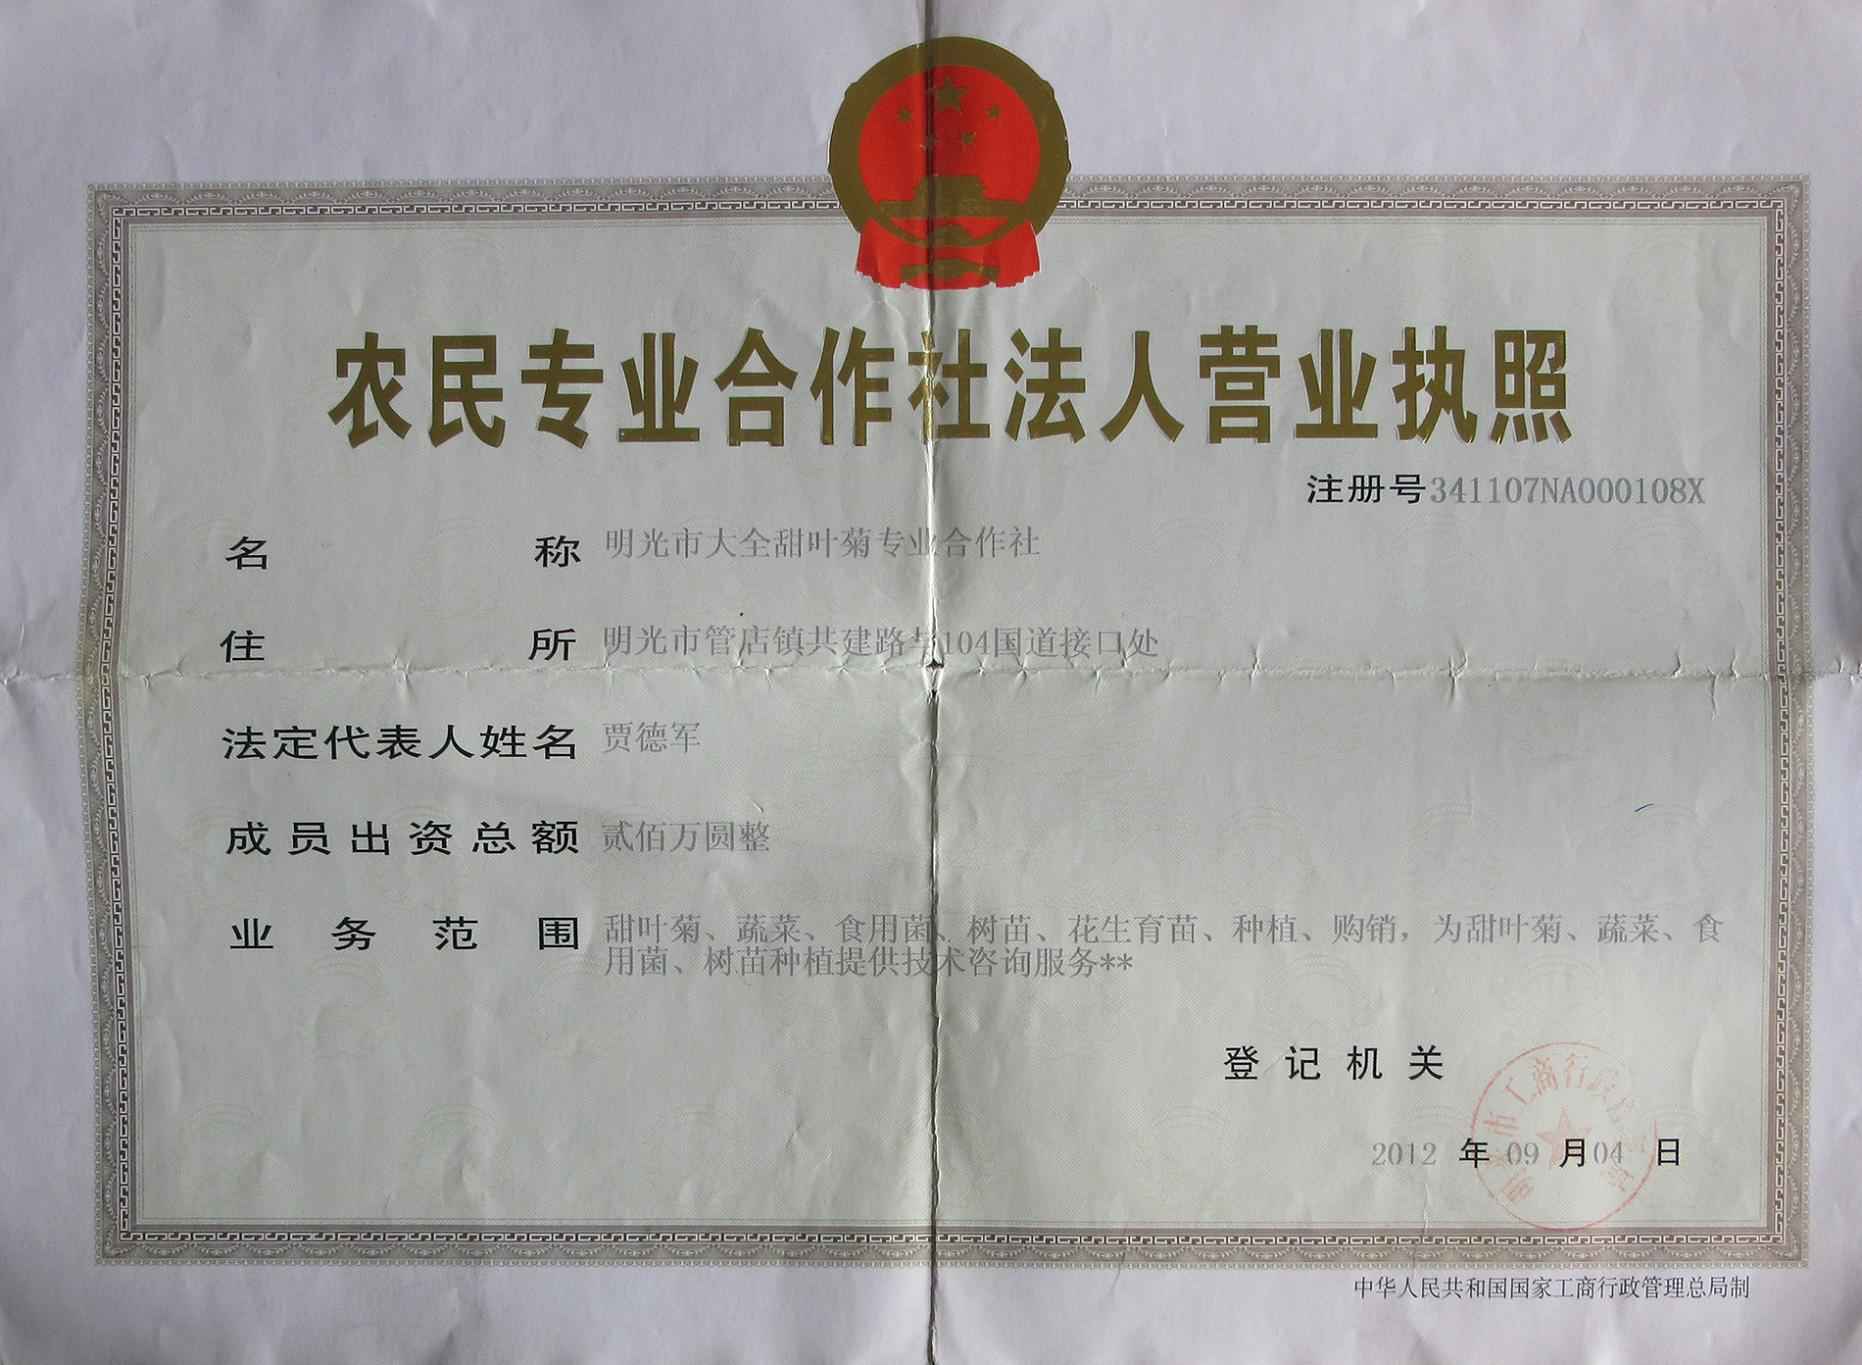 农民专业合作社法人营业执照
注册号341107NA000108X
名称 明光市大全甜叶菊专业合作社
住所 明光市管店镇共建路与104国道接口处
法定代表人姓名 贾德军
成员出资总额 贰佰万圆整
业务范围 甜叶菊、蔬菜、食用菌、树苗、花生育苗、种植、购销，为甜叶菊、蔬菜、食
用菌、树苗种植提供技术咨询服务**
登记机关
市工商行政
2012 年 09 月04 日
中华人民共和国国家工商行政管理总局制